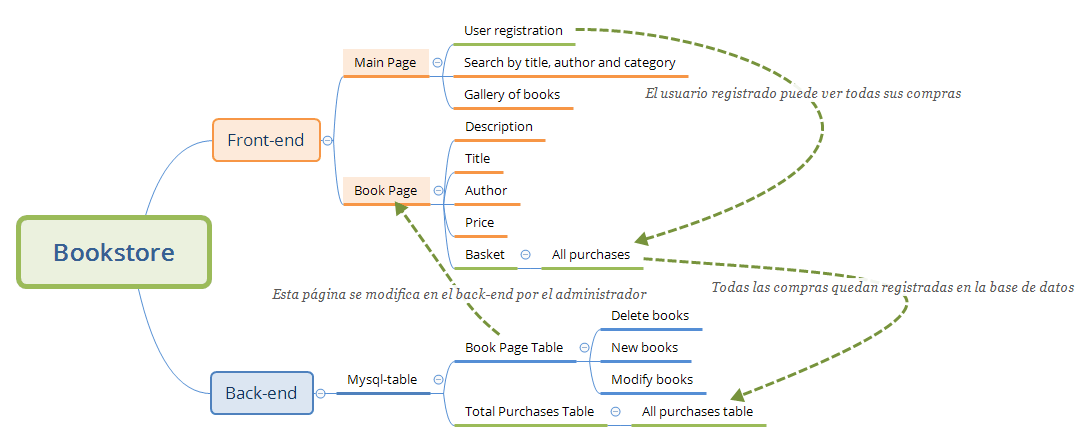 User registration
Main Page
Search by title, author and category
El usuario registrado puede ver todas sus compras
Gallery of books
Description
Front-end
Title
Book Page
Author
Price
Bookstore
Basket
All purchases
Esta página se modifica en el back-end por el administrador
Todas las compras quedan registradas en la base de datos
Delete books
Book Page Table
New books
Mysql-table
Modify books
Back-end
Total Purchases Table
All purchases table